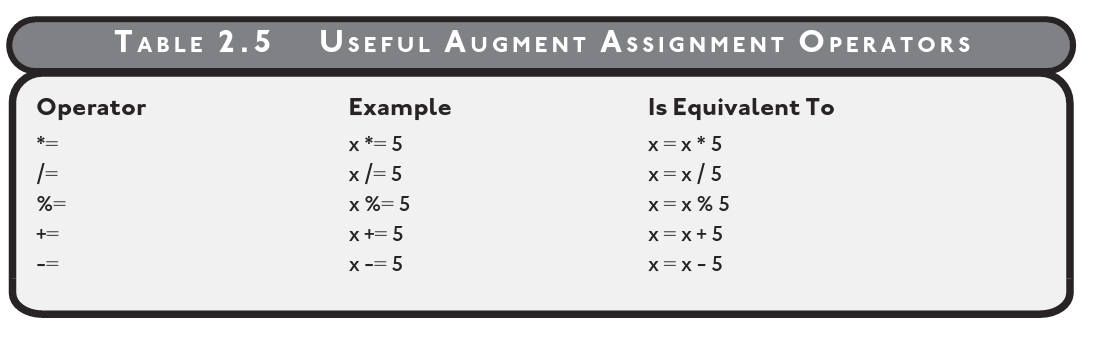 TABLE 2.5 USEFUL AUGMENT ASSIGNMENT OPERATORS
Operator Example Is Equivalent To
*= x *= 5 x = x * 5
/= x /= 5 x = x / 5
%= x %= 5 x = x % 5
+= x += 5 x = x + 5
-= x -= 5 x = x - 5